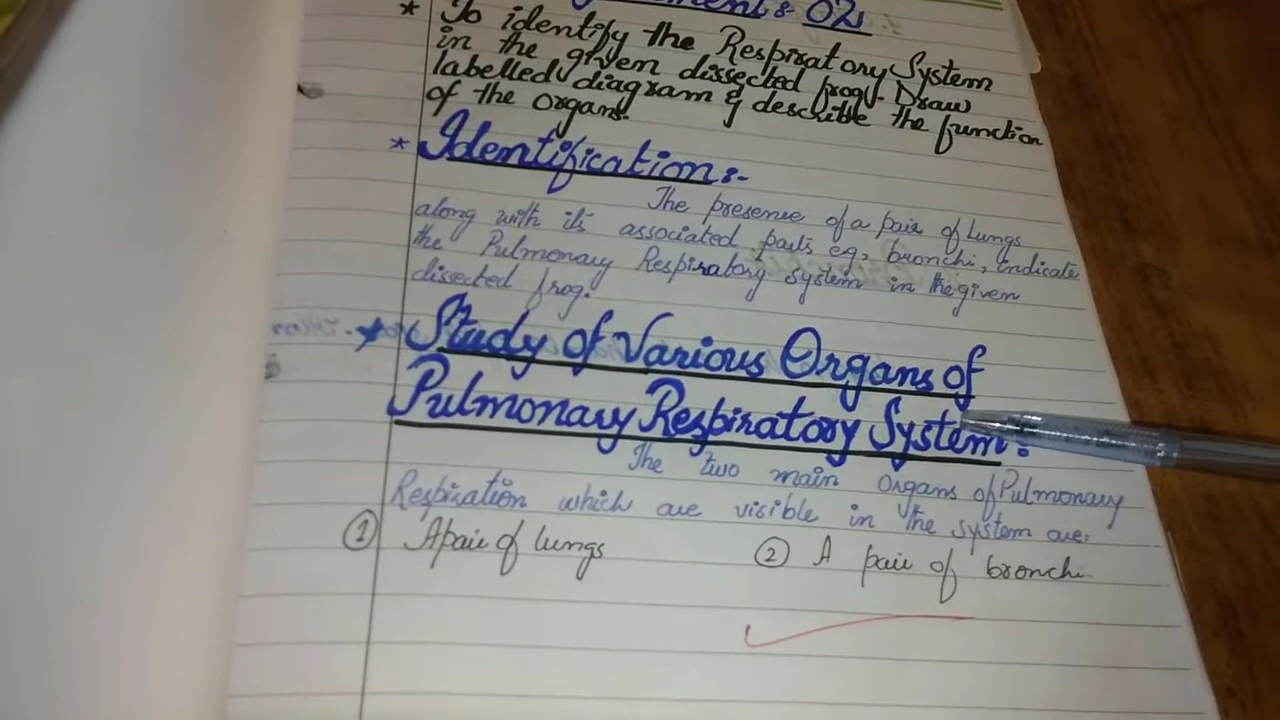 02
* To identify the Respiratory System
in the given dissected frog. Draw
labelled diagram & describe the function
of the organs.
* Identification:-
The presence of a pair of lungs
along with its associated parts eg, bronchi, indicate
the Pulmonary Respiratory system in the given
dissected frog.
* Study of Various Organs of
Pulmonary Respiratory System:
The two main organs of Pulmonary
Respiration which are visible in the system are:
① A pair of lungs ② A pair of bronchi.